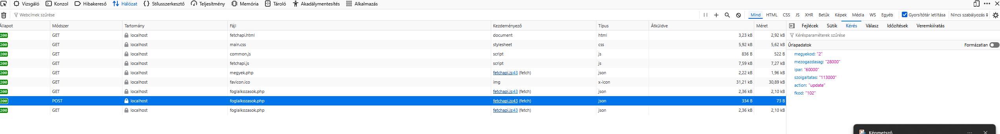 Vizsgáló Konzol Hibakereső Hálózat Stílusszerkesztő Teljesítmény Memória Tároló Akadálymentesítés Alkalmazás
Webcímek szűrése Mind HTML CSS JS XHR Betűk Képek Média WS Egyéb Gyorsítótár letiltása Nincs szabályozás
Állapot Módszer Tartomány Fájl Kezdeményező Típus Átküldve Méret Fejlécek Sütik Kérés Válasz Időzítések Veremkiíratás
200 GET localhost fetchapi.html document html 3,23 kB 2,92 kB Kérésparaméterek szűrése
200 GET localhost main.css stylesheet css 5,92 kB 5,62 kB Űrlapadatok Formázatlan
200 GET localhost common.js script js 836 B 522 B megyekod: "2"
200 GET localhost fetchapi.js script js 7,59 kB 7,27 kB mezogazdasag: "28000"
200 GET localhost megyek.php fetchapi.js:43 (fetch) json 2,22 kB 1,96 kB ipar: "60000"
200 GET localhost favicon.ico img x-icon 31,21 kB 30,89 kB szolgaltatas: "113000"
200 GET localhost foglalkozasok.php fetchapi.js:43 (fetch) json 2,36 kB 2,10 kB action: "update"
200 POST localhost foglalkozasok.php fetchapi.js:43 (fetch) json 334 B 73 B fkod: "102"
200 GET localhost foglalkozasok.php fetchapi.js:43 (fetch) json 2,36 kB 2,10 kB
Képmetsző